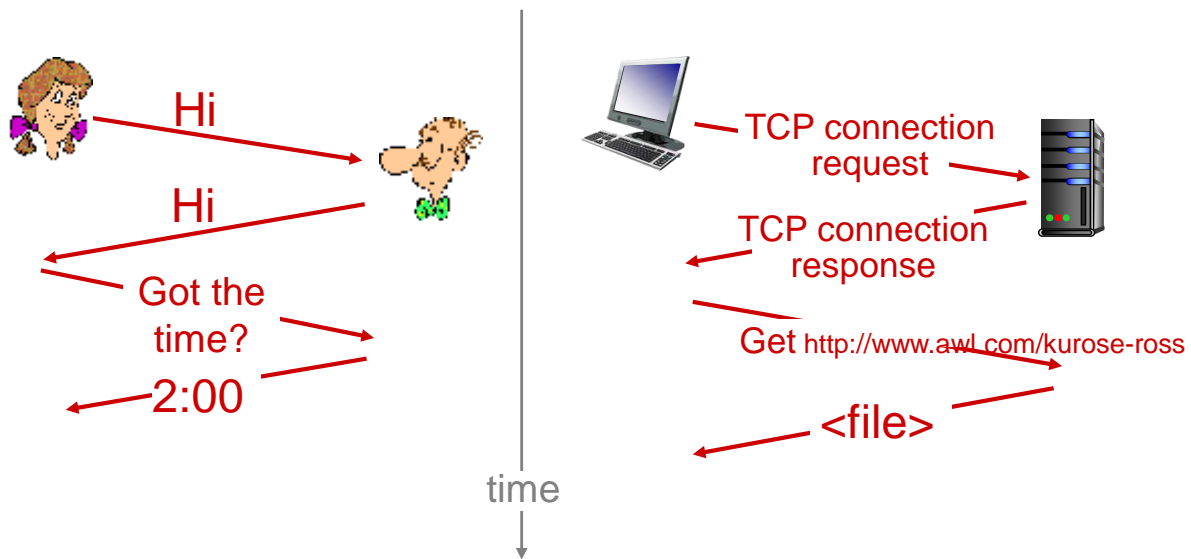 Hi
Hi
Got the
time?
2:00
TCP connection
request
TCP connection
response
Get http://www.awl.com/kurose-ross
<file>
time